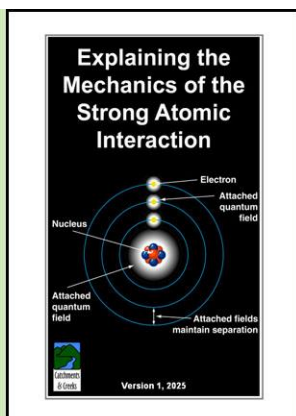 Explaining the
Mechanics of the
Strong Atomic
Interaction
Electron
Attached
quantum
field
Nucleus
Attached
quantum
field
Attached fields
maintain separation
Catchments
& Creeks
Version 1, 2025